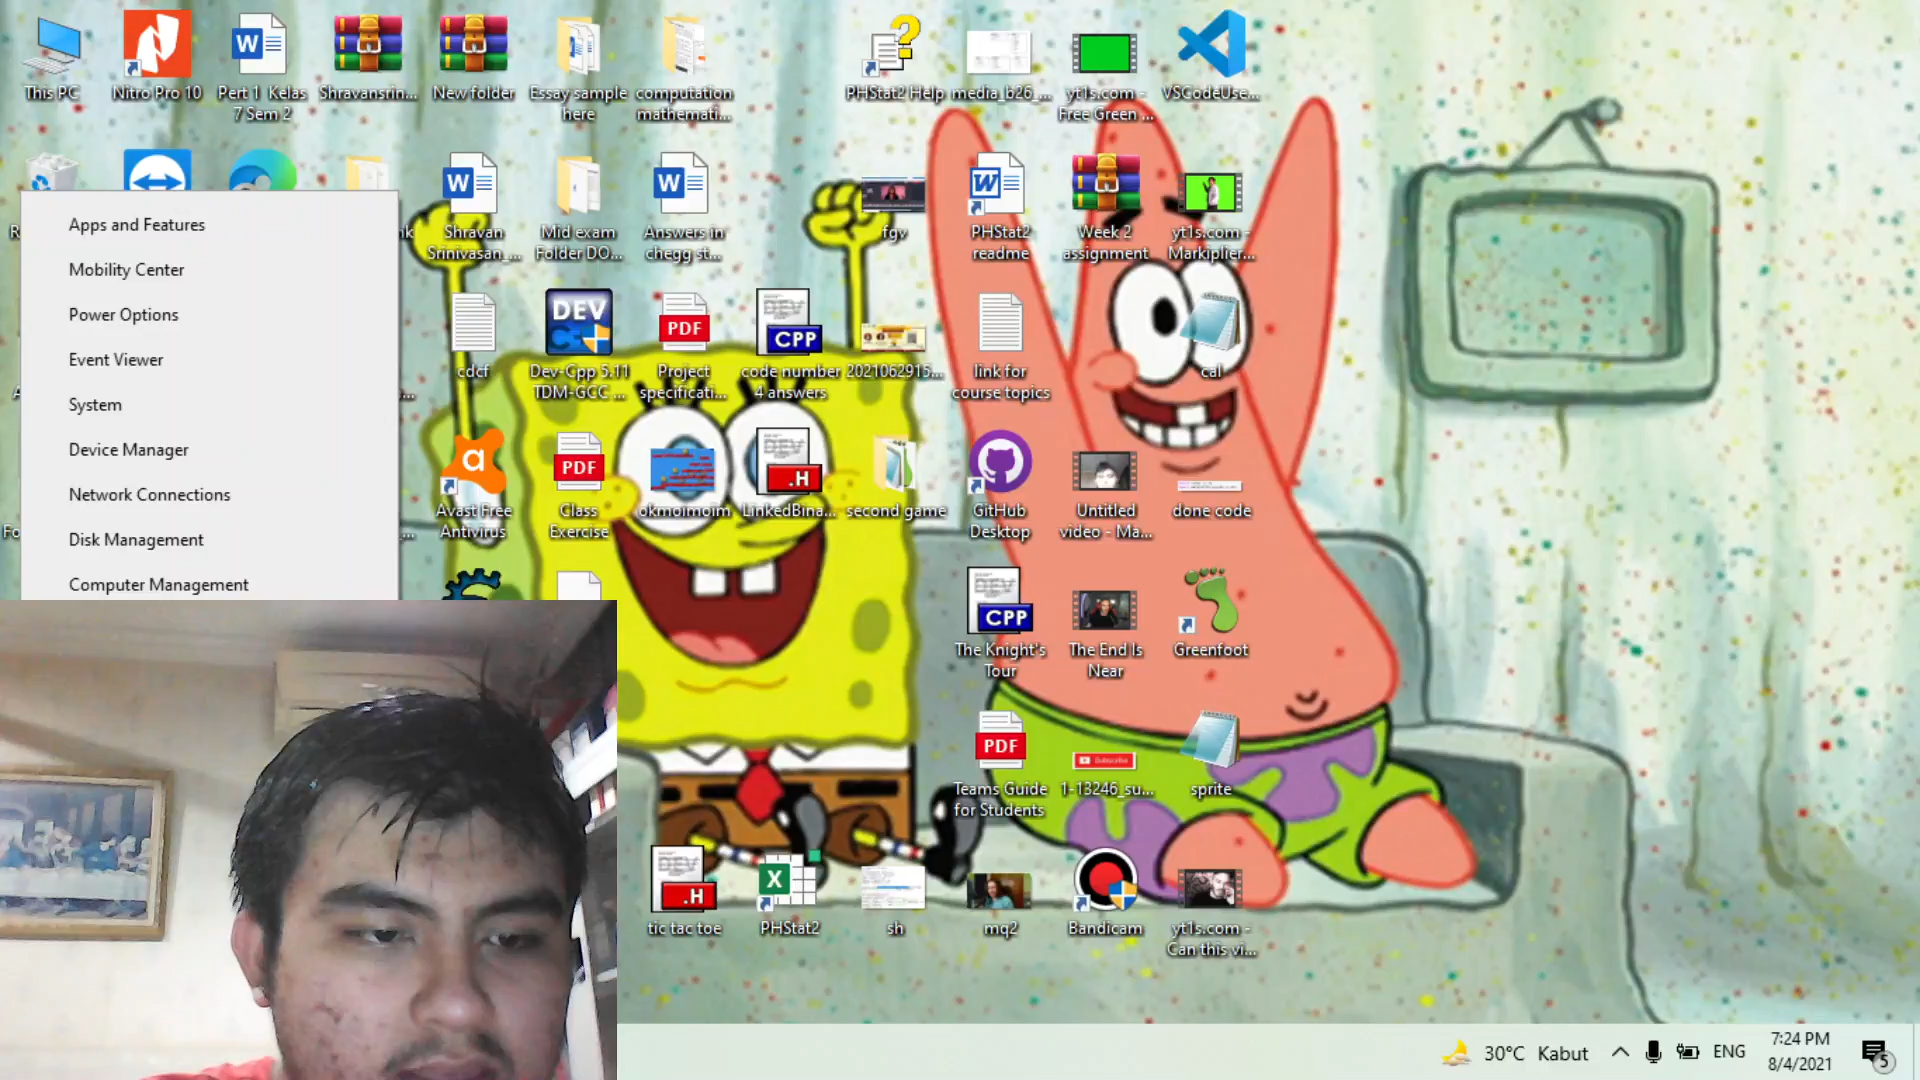 This PC
Nitro Pro 10
Pert 1 Kelas
7 Sem 2
Shravansrin...
New folder
Essay sample
here
computation
mathemati...
PHStat2 Help
media_b26_...
yt1s.com -
Free Green ...
VSCodeUse...
Shravan
Srinivasan_...
Mid exam
Folder DO...
Answers in
chegg st...
fgv
PHStat2
readme
Week 2
assignment
yt1s.com -
Markiplier...
Apps and Features
Mobility Center
Power Options
Event Viewer
System
Device Manager
Network Connections
Disk Management
Computer Management
cdcf
DEV
C++
Dev-Cpp 5.11
TDM-GCC ...
PDF
Project
specificati...
CPP
code number
4 answers
2021062915...
link for
course topics
cal
a
Avast Free
Antivirus
PDF
Class
Exercise
okmoimoim
.H
LinkedBina...
second game
GitHub
Desktop
Untitled
video - Ma...
done code
CPP
The Knight's
Tour
The End Is
Near
Greenfoot
PDF
Teams Guide
for Students
Subscribe
1-13246_su...
sprite
.H
tic tac toe
PHStat2
sh
mq2
Bandicam
yt1s.com -
Can this vi...
30°C Kabut
ENG
7:24 PM
8/4/2021
5